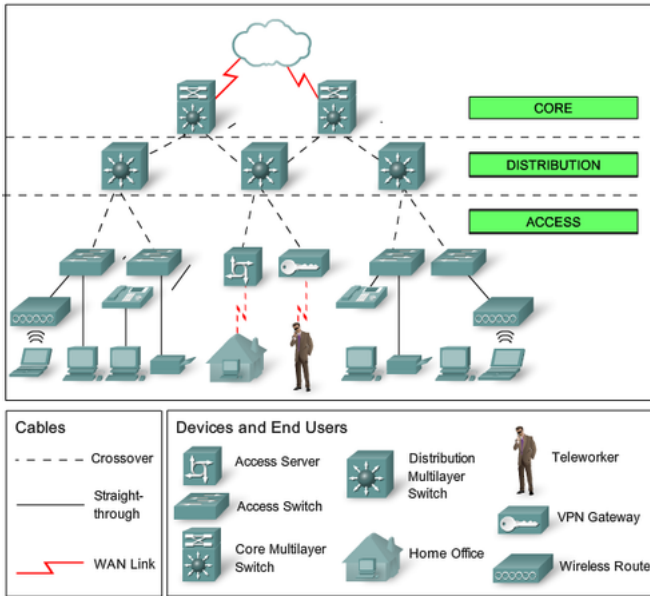 CORE
DISTRIBUTION
ACCESS
Cables
Crossover
Straight-
through
WAN Link
Devices and End Users
Access Server
Access Switch
Core Multilayer
Switch
Distribution
Multilayer
Switch
Home Office
Teleworker
VPN Gateway
Wireless Route